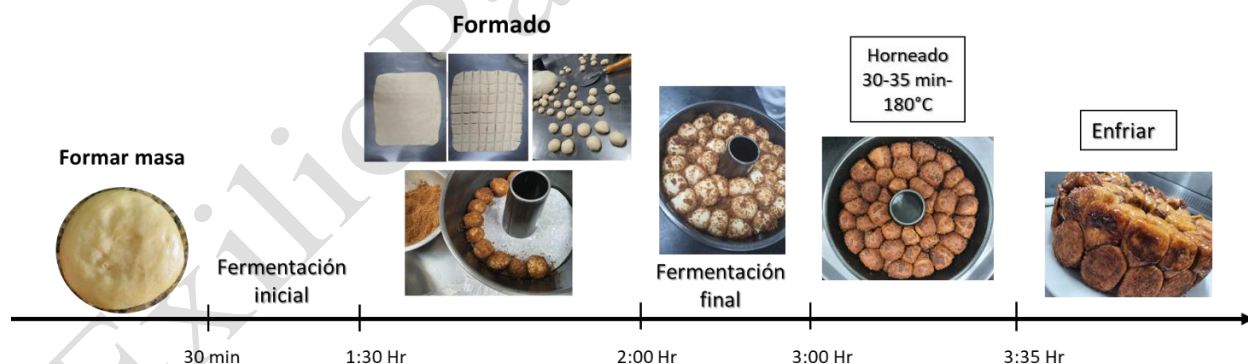 Formado
Horneado
30-35 min-
180°C
Enfriar
Formar masa
Fermentación
inicial
Fermentación
final
30 min
1:30 Hr
2:00 Hr
3:00 Hr
3:35 Hr